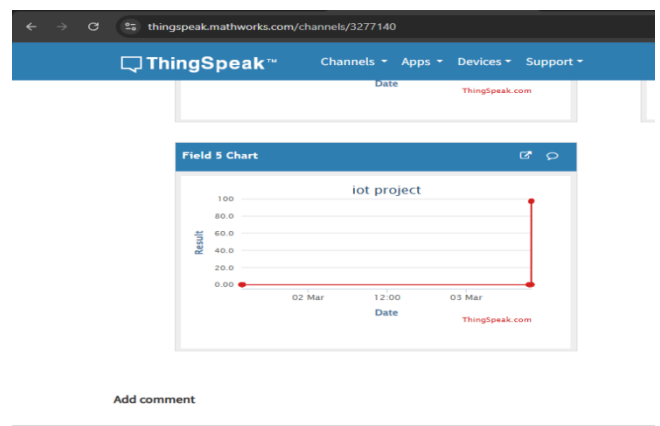 thingspeak.mathworks.com/channels/3277140
ThingSpeak™ Channels Apps Devices Support
Date
ThingSpeak.com
Field 5 Chart
iot project
100
80.0
60.0
40.0
20.0
0.00
Result
02 Mar 12:00 03 Mar
Date
ThingSpeak.com
Add comment